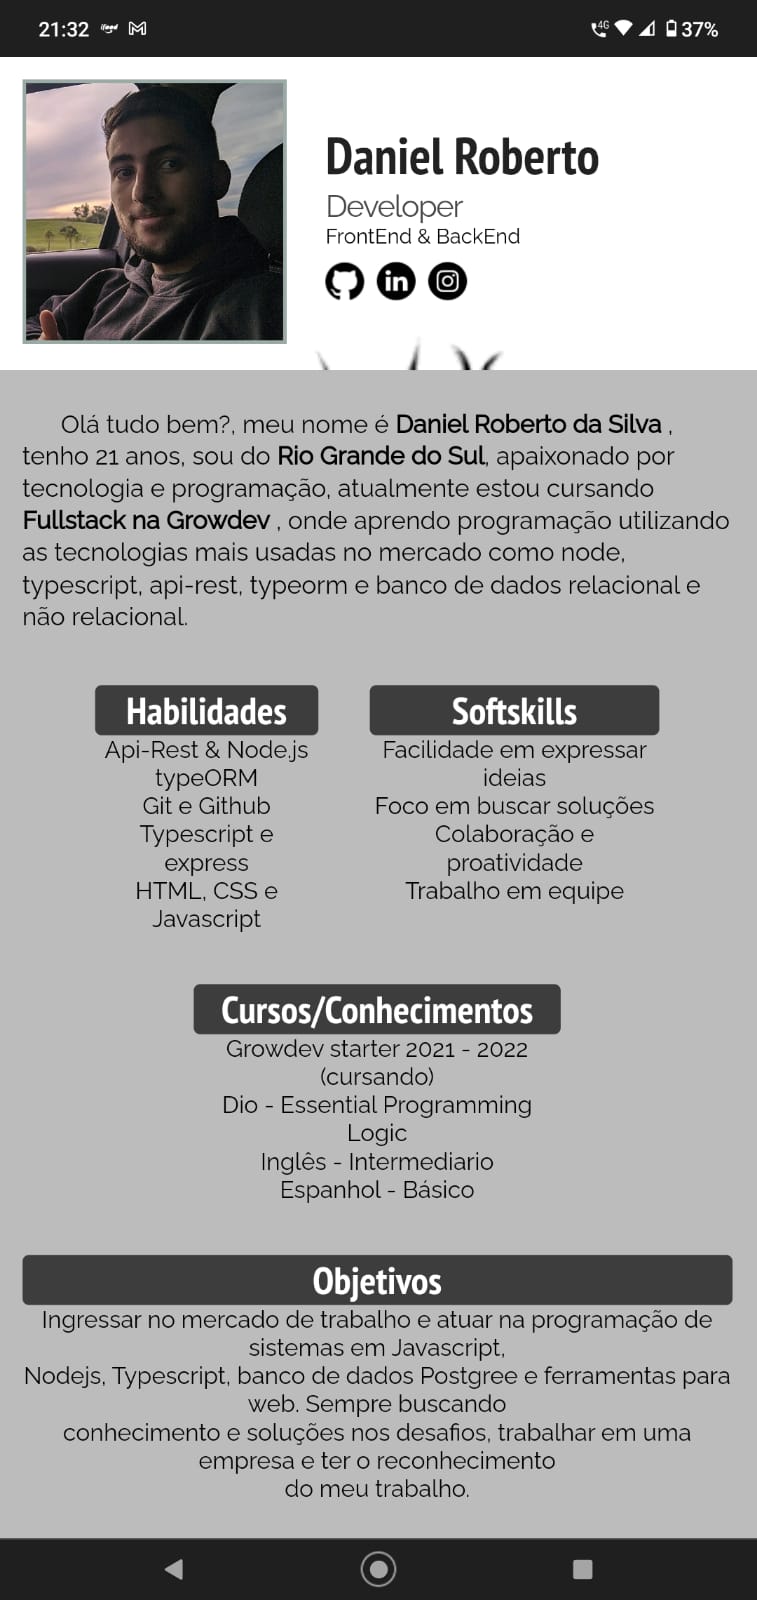 21:32 ifood 4G 37%
Daniel Roberto
Developer
FrontEnd & BackEnd
in
Olá tudo bem?, meu nome é Daniel Roberto da Silva ,
tenho 21 anos, sou do Rio Grande do Sul, apaixonado por
tecnologia e programação, atualmente estou cursando
Fullstack na Growdev , onde aprendo programação utilizando
as tecnologias mais usadas no mercado como node,
typescript, api-rest, typeorm e banco de dados relacional e
não relacional.
Habilidades
Api-Rest & Node.js
typeORM
Git e Github
Typescript e
express
HTML, CSS e
Javascript
Softskills
Facilidade em expressar
ideias
Foco em buscar soluções
Colaboração e
proatividade
Trabalho em equipe
Cursos/Conhecimentos
Growdev starter 2021 - 2022
(cursando)
Dio - Essential Programming
Logic
Inglês - Intermediario
Espanhol - Básico
Objetivos
Ingressar no mercado de trabalho e atuar na programação de
sistemas em Javascript,
Nodejs, Typescript, banco de dados Postgree e ferramentas para
web. Sempre buscando
conhecimento e soluções nos desafios, trabalhar em uma
empresa e ter o reconhecimento
do meu trabalho.